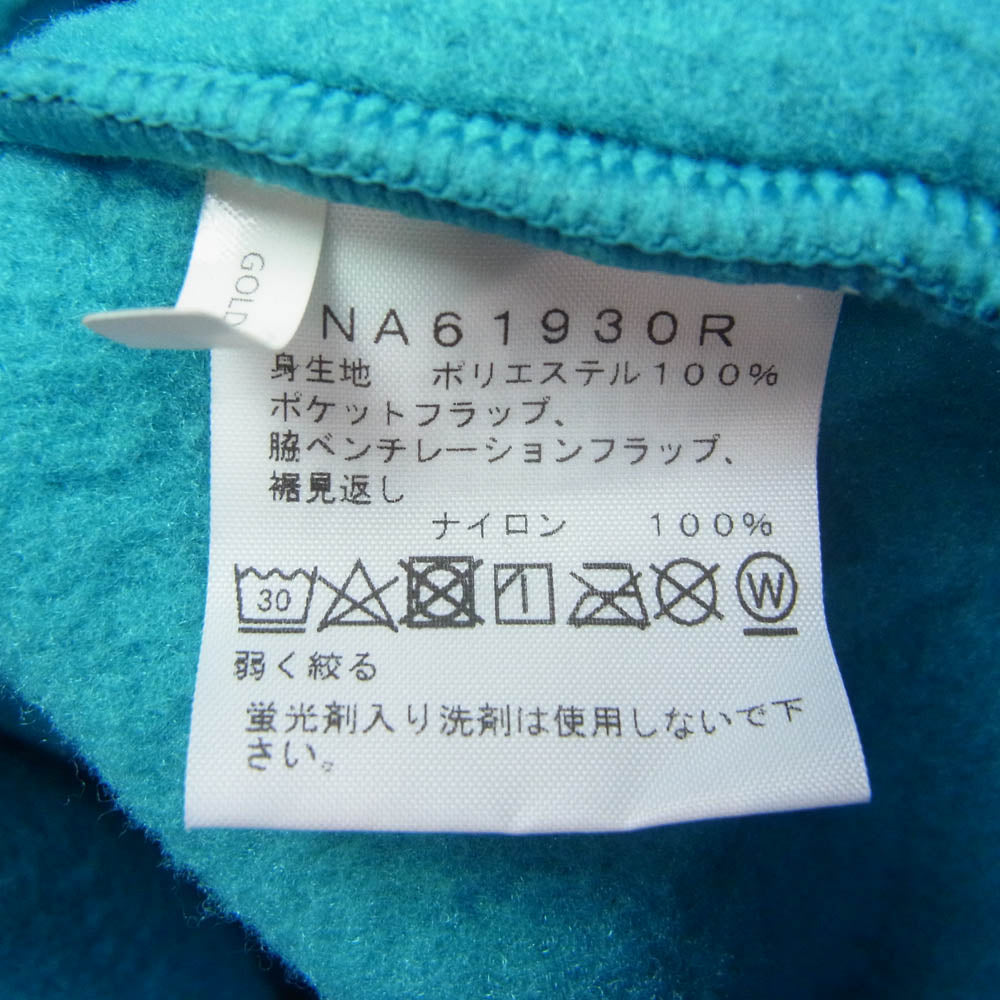 GOLD
NA61930R
身生地 ポリエステル100%
ポケットフラップ、
脇ベンチレーションフラップ、
裾見返し
ナイロン 100%
30 W
弱く絞る
蛍光剤入り洗剤は使用しないで下
さい。